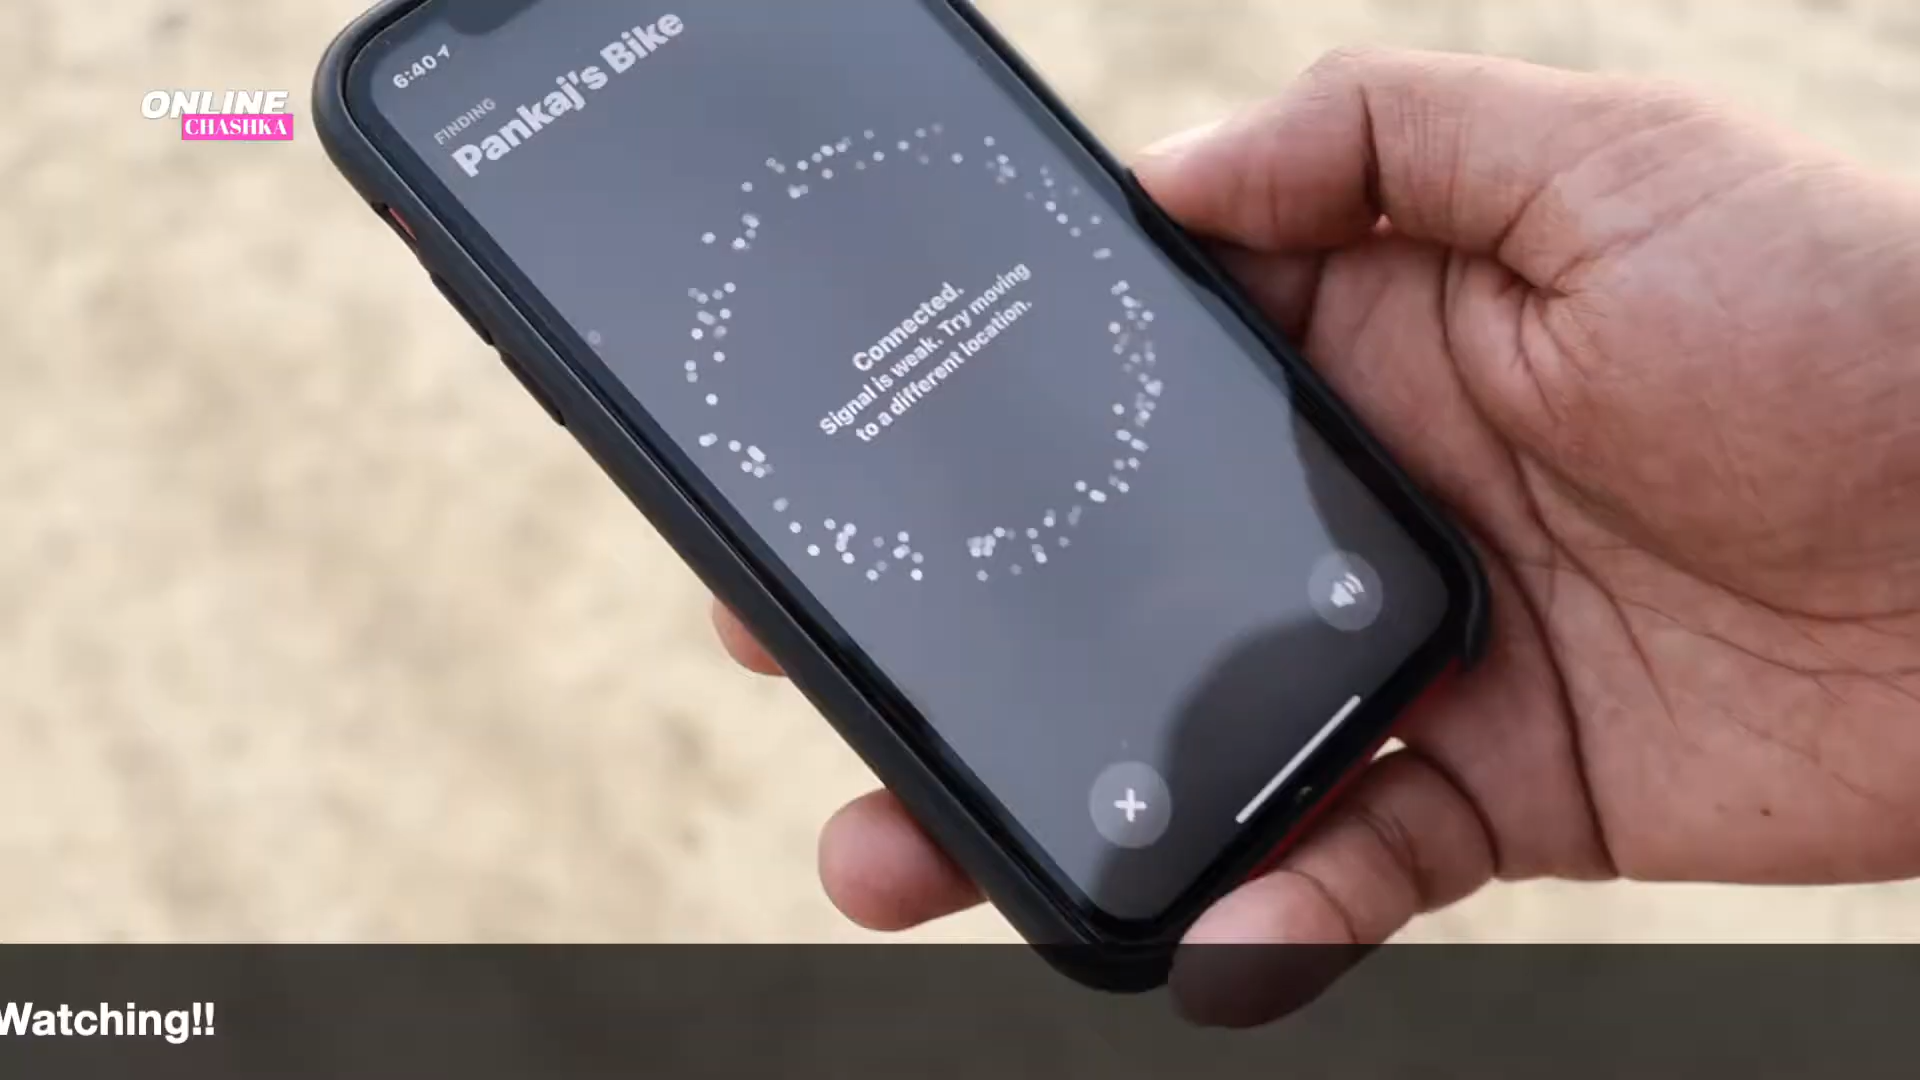 6:40
ONLINE
CHASHKA
FINDING
Pankaj's Bike
Connected.
Signal is weak. Try moving
to a different location.
Watching!!